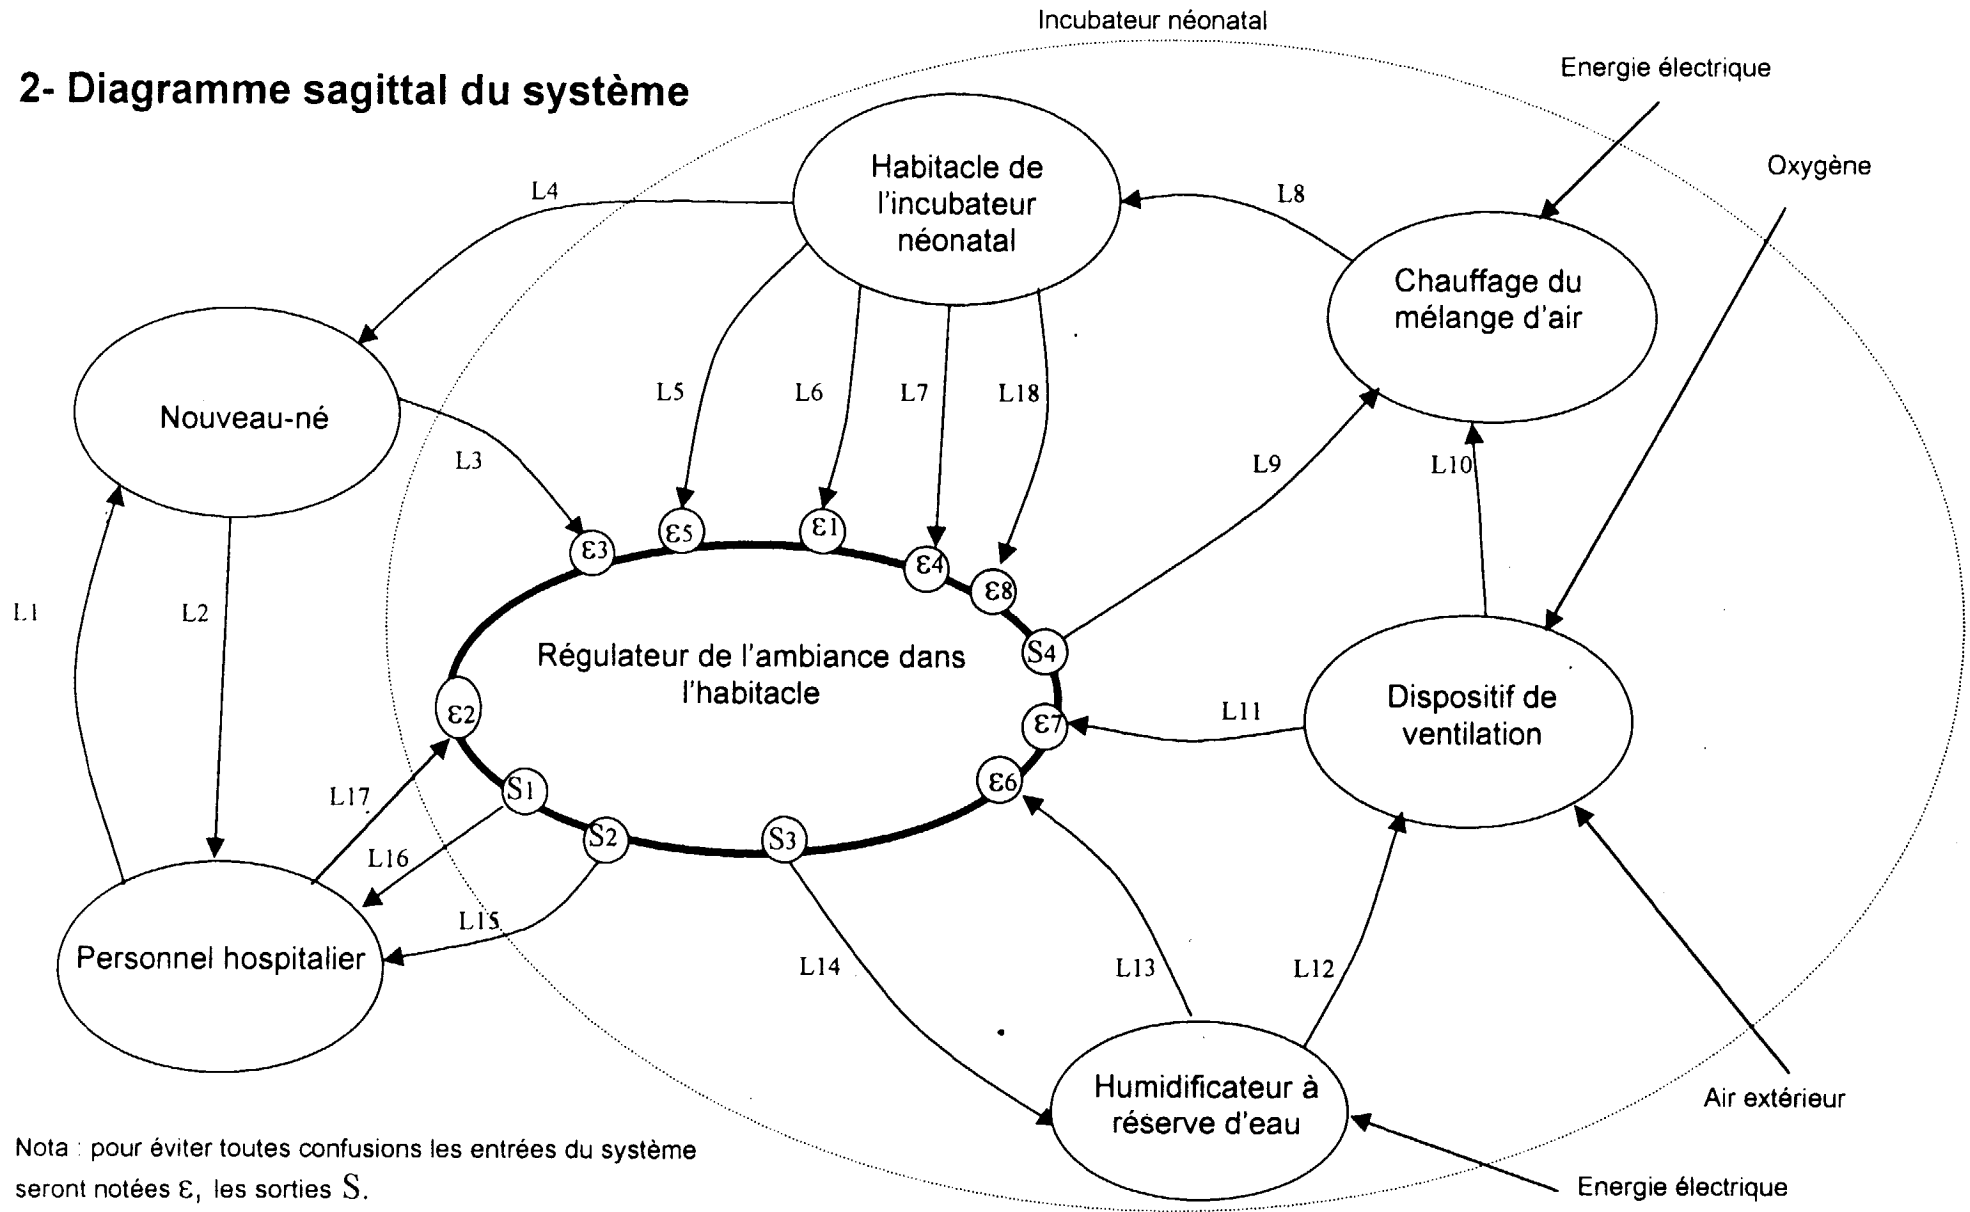 Incubateur néonatal
Energie électrique
2- Diagramme sagittal du système
Oxygène
Habitacle de
l'incubateur
néonatal
L4
L8
Chauffage du
mélange d'air
Nouveau-né
L5
L6
L7
L18
L3
L9
L10
ε3
ε5
ε1
ε4
ε8
L1
L2
Régulateur de l'ambiance dans
l'habitacle
S4
Dispositif de
ventilation
ε2
ε7
L11
L17
S1
ε6
S2
S3
L16
L15
Personnel hospitalier
L14
L13
L12
Humidificateur à
réserve d'eau
Air extérieur
Nota : pour éviter toutes confusions les entrées du système
seront notées ε, les sorties S.
Energie électrique